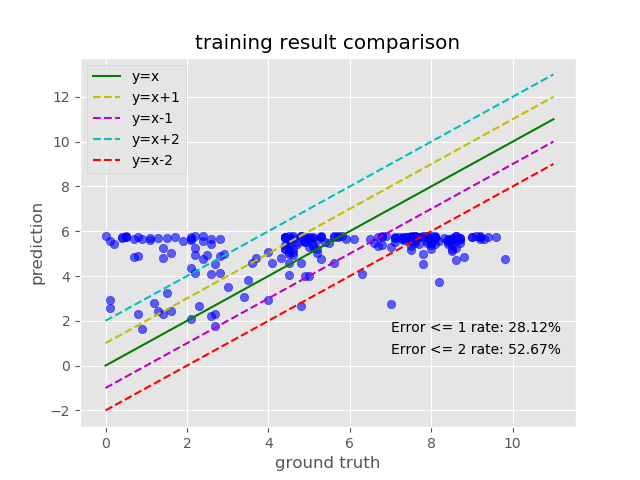 training result comparison
y=x
y=x+1
y=x-1
y=x+2
y=x-2
12
10
8
6
4
2
0
−2
prediction
Error <= 1 rate: 28.12%
Error <= 2 rate: 52.67%
0 2 4 6 8 10
ground truth